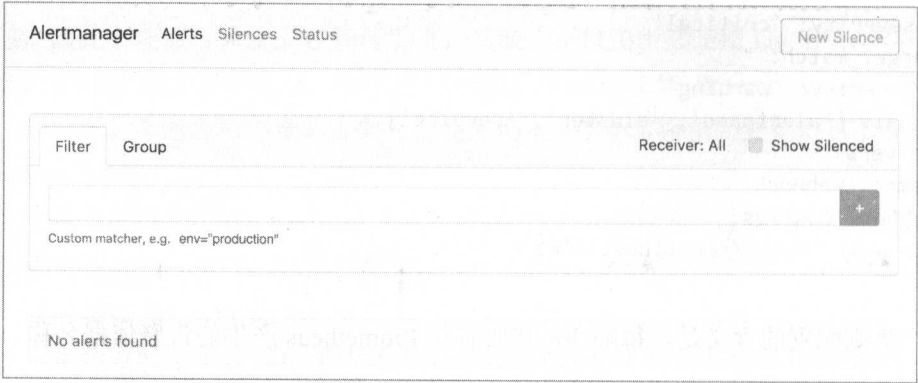 Alertmanager Alerts Silences Status New Silence
Filter Group Receiver: All Show Silenced
+
Custom matcher, e.g. env="production"
No alerts found